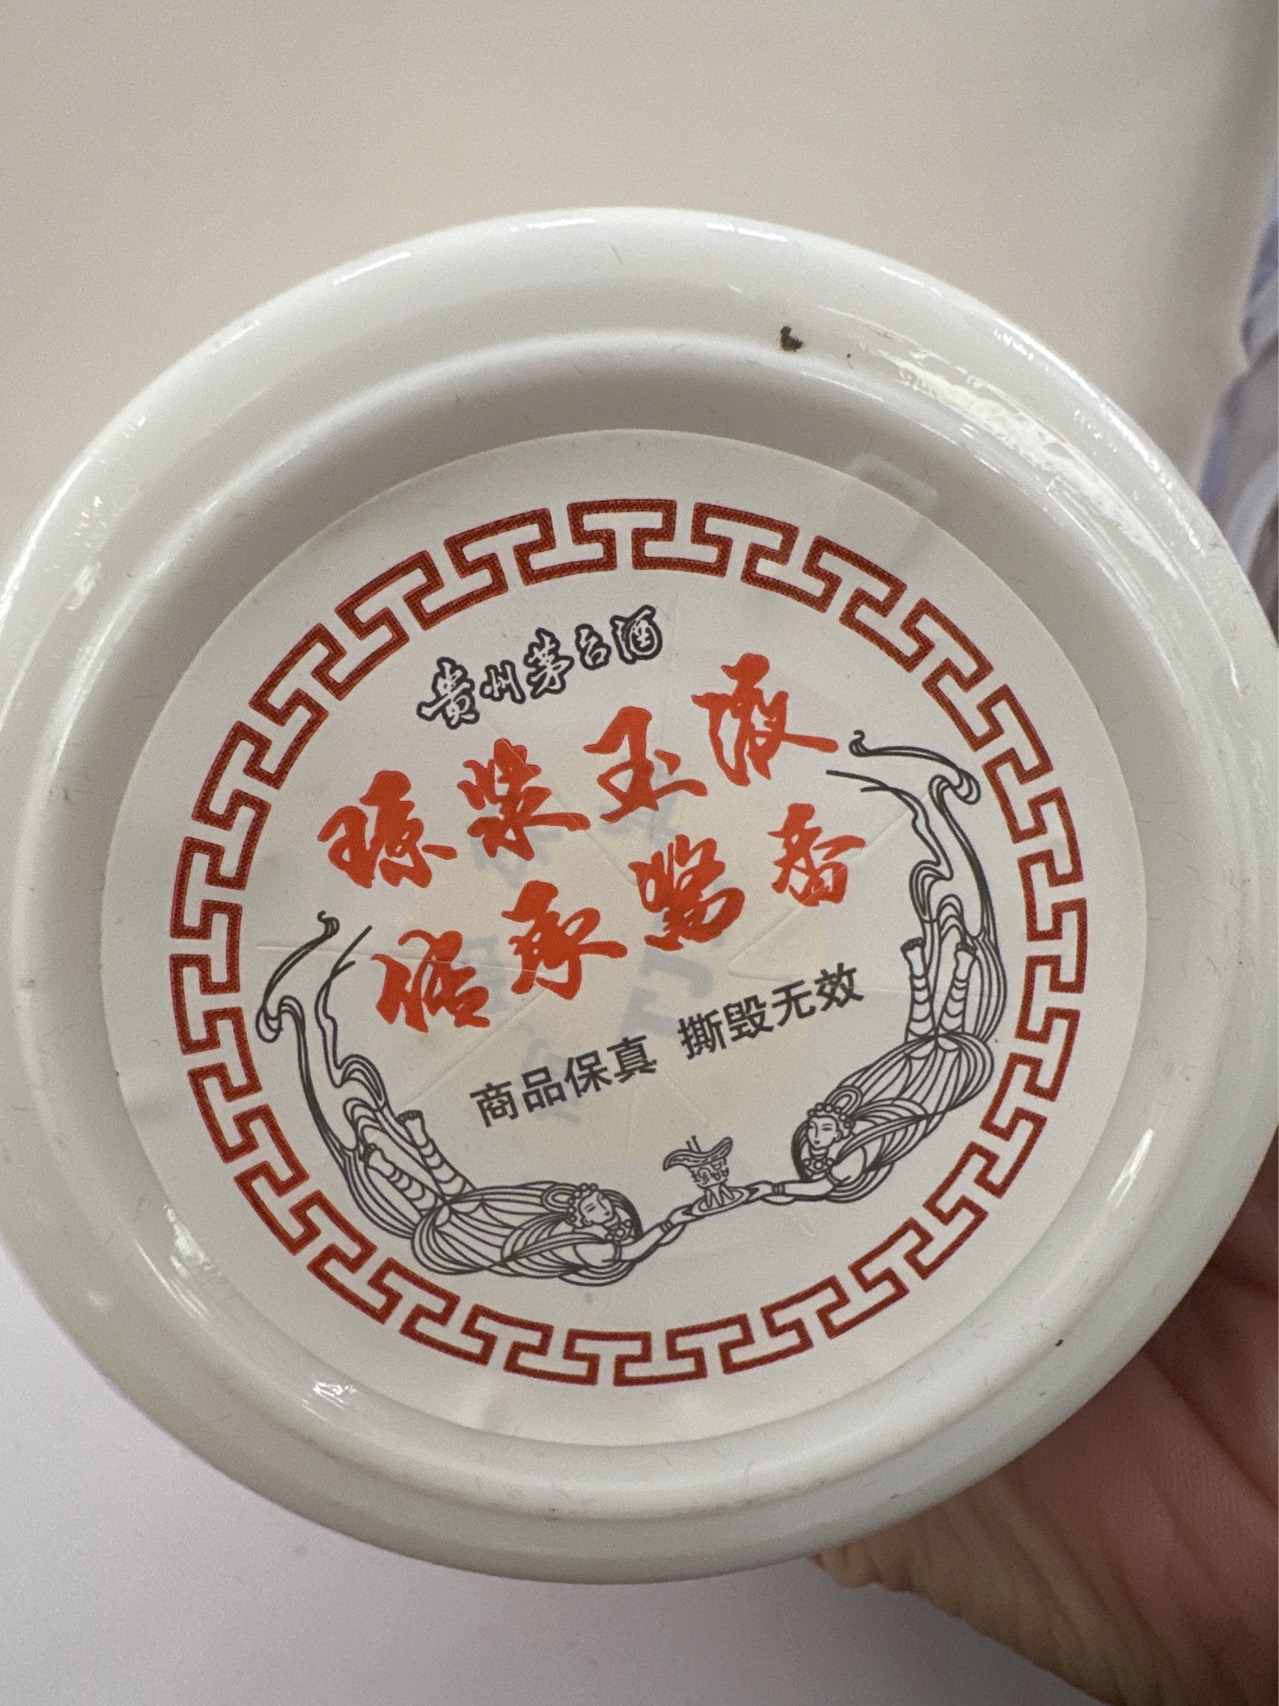 贵州茅台酒
琼浆玉液
传承酱香
商品保真 撕毁无效